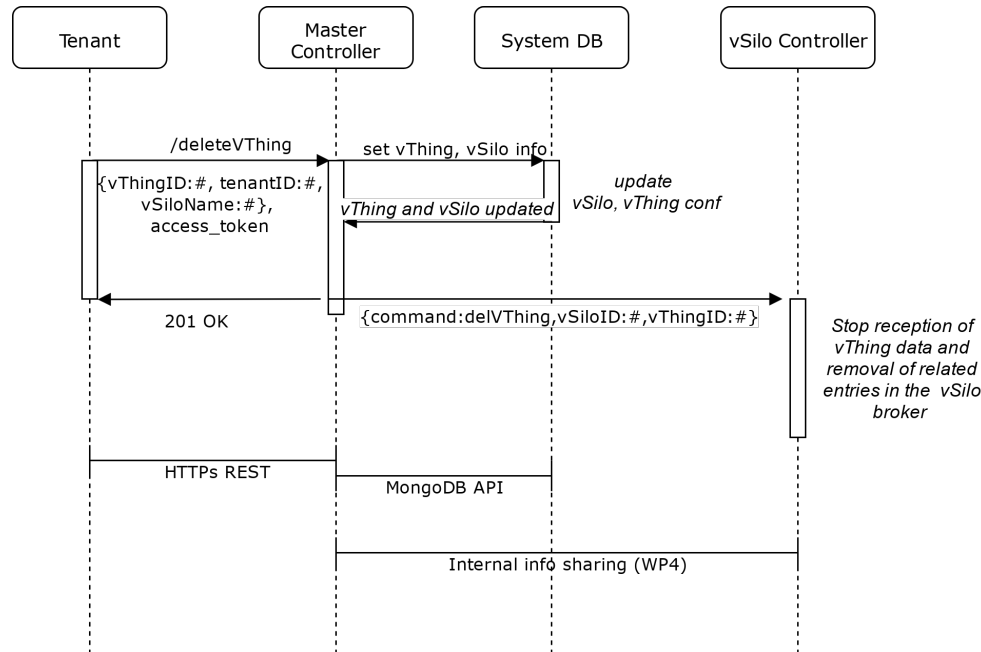 Tenant
Master
Controller
System DB
vSilo Controller
/deleteVThing
set vThing, vSilo info
{vThingID:#, tenantID:#,
vSiloName:#},
access_token
update
vSilo, vThing conf
vThing and vSilo updated
201 OK
{command:delVThing,vSiloID:#,vThingID:#}
Stop reception of
vThing data and
removal of related
entries in the vSilo
broker
HTTPs REST
MongoDB API
Internal info sharing (WP4)